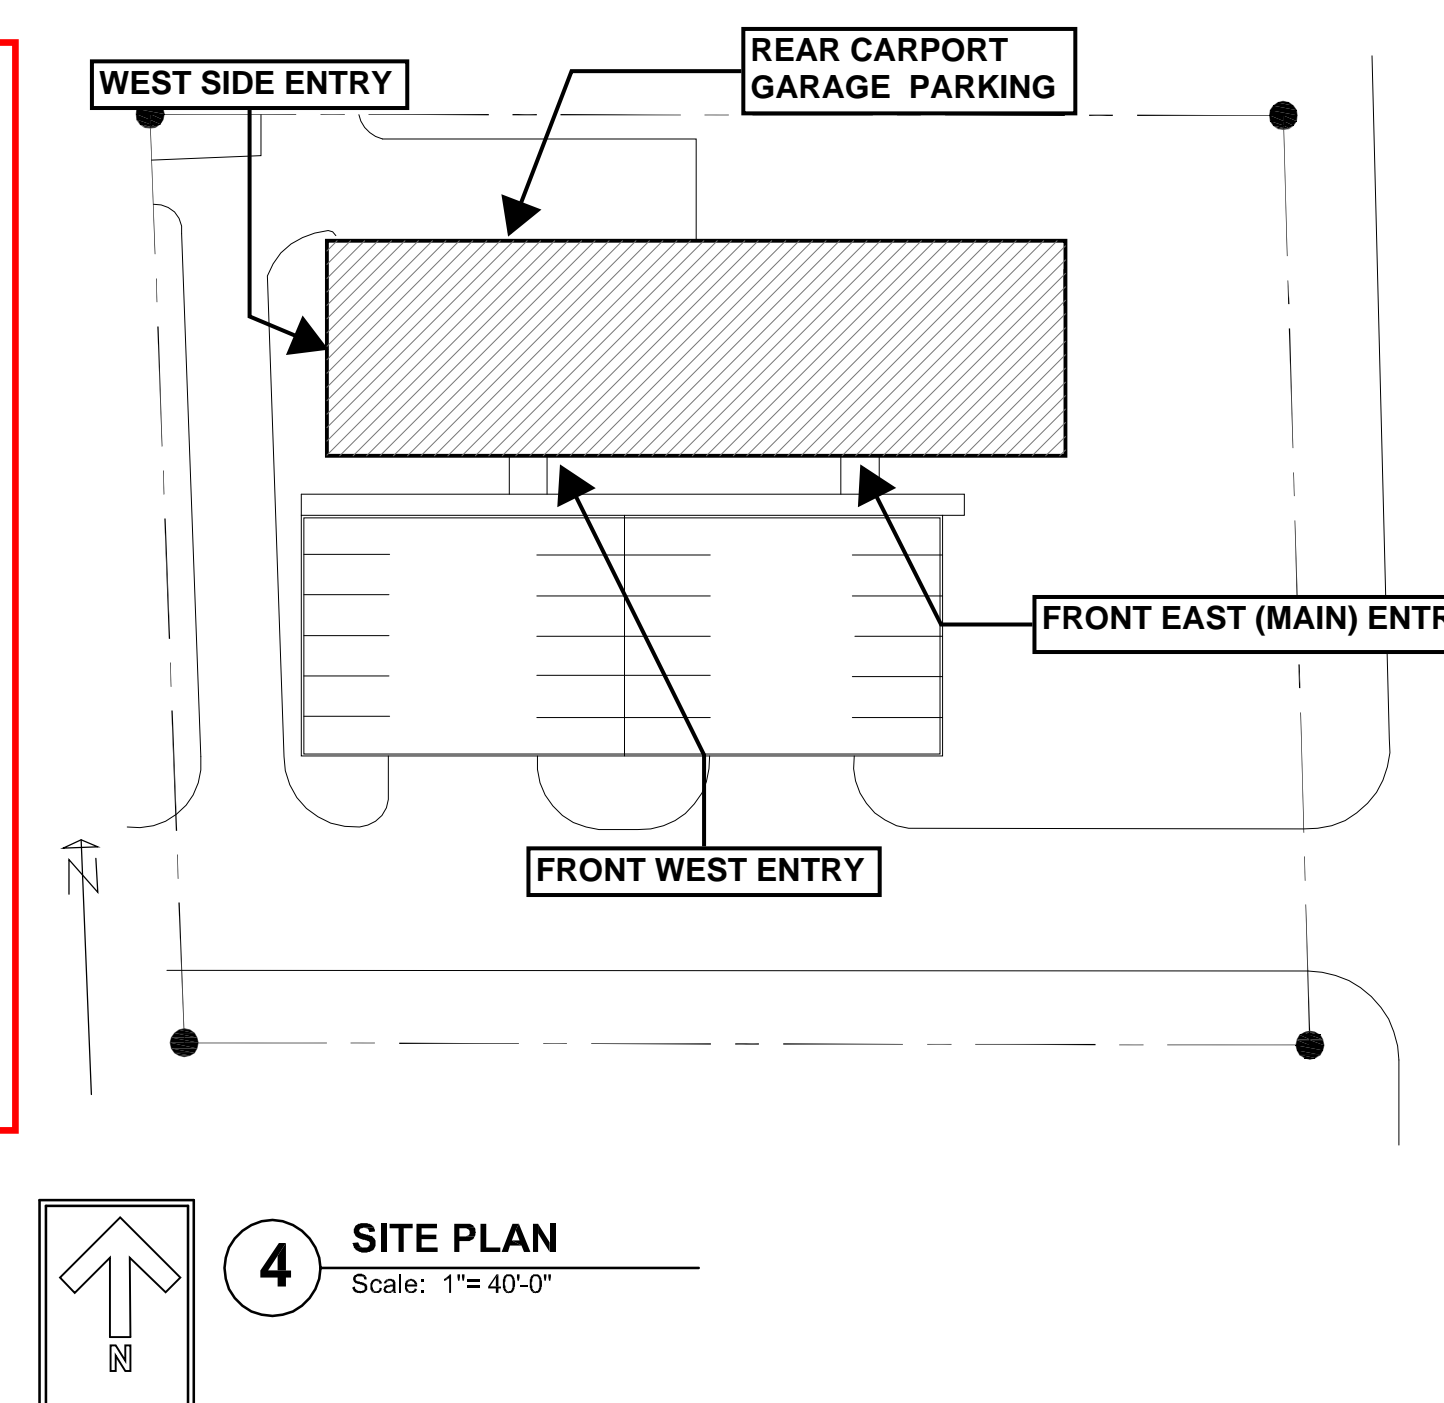 REAR CARPORT
GARAGE PARKING
WEST SIDE ENTRY
FRONT EAST (MAIN)
FRONT WEST ENTRY
N
4
SITE PLAN
Scale: 1"= 40'-0"
N